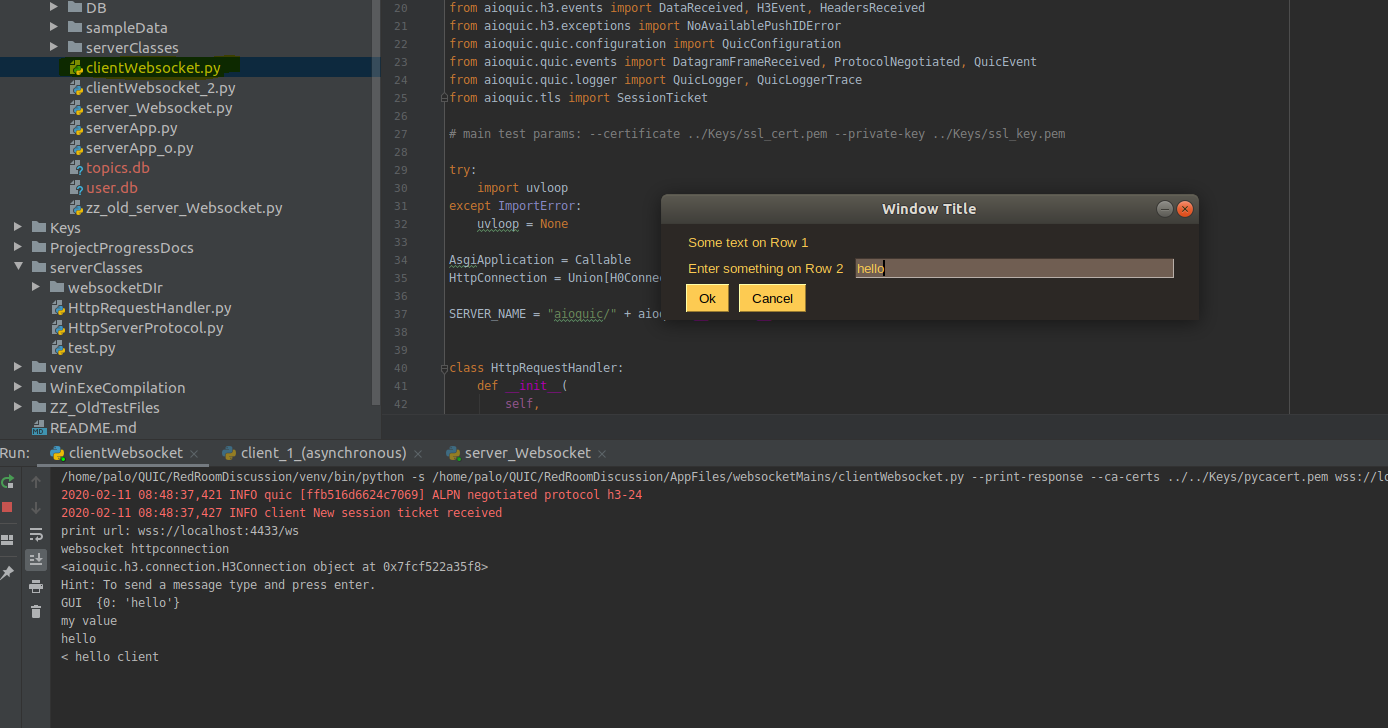 DB
sampleData
serverClasses
clientWebsocket.py
clientWebsocket_2.py
server_Websocket.py
serverApp.py
serverApp_o.py
topics.db
user.db
zz_old_server_Websocket.py
Keys
ProjectProgressDocs
serverClasses
websocketDIr
HttpRequestHandler.py
HttpServerProtocol.py
test.py
venv
WinExeCompilation
ZZ_OldTestFiles
README.md
20 from aioquic.h3.events import DataReceived, H3Event, HeadersReceived
21 from aioquic.h3.exceptions import NoAvailablePushIDError
22 from aioquic.quic.configuration import QuicConfiguration
23 from aioquic.quic.events import DatagramFrameReceived, ProtocolNegotiated, QuicEvent
24 from aioquic.quic.logger import QuicLogger, QuicLoggerTrace
25 from aioquic.tls import SessionTicket
26
27 # main test params: --certificate ../Keys/ssl_cert.pem --private-key ../Keys/ssl_key.pem
28
29 try:
30 import uvloop
31 except ImportError:
32 uvloop = None
33
34 AsgiApplication = Callable
35 HttpConnection = Union[H0Conne
36
37 SERVER_NAME = "aioquic/" + aio
38
39
40 class HttpRequestHandler:
41 def __init__(
42 self,
Window Title
Some text on Row 1
Enter something on Row 2 hello
Ok Cancel
Run: clientWebsocket client_1_(asynchronous) server_Websocket
/home/palo/QUIC/RedRoomDiscussion/venv/bin/python -s /home/palo/QUIC/RedRoomDiscussion/AppFiles/websocketMains/clientWebsocket.py --print-response --ca-certs ../../Keys/pycacert.pem wss://lo
2020-02-11 08:48:37,421 INFO quic [ffb516d6624c7069] ALPN negotiated protocol h3-24
2020-02-11 08:48:37,427 INFO client New session ticket received
print url: wss://localhost:4433/ws
websocket httpconnection
<aioquic.h3.connection.H3Connection object at 0x7fcf522a35f8>
Hint: To send a message type and press enter.
GUI {0: 'hello'}
my value
hello
< hello client